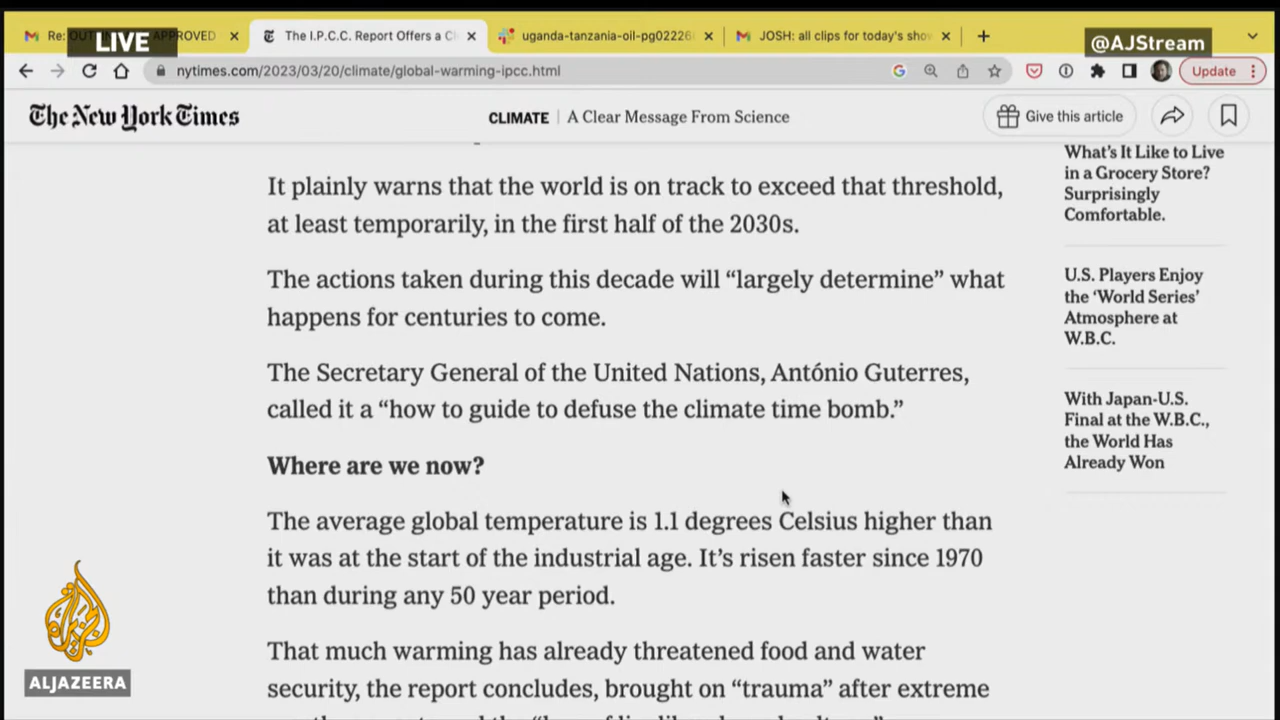 Re: OUT
APPROVED
The I.P.C.C. Report Offers a Cl
uganda-tanzania-oil-pg02226
JOSH: all clips for today's show
LIVE
@AJStream
nytimes.com/2023/03/20/climate/global-warming-ipcc.html
Update
The New York Times
CLIMATE | A Clear Message From Science
Give this article
It plainly warns that the world is on track to exceed that threshold,
at least temporarily, in the first half of the 2030s.
The actions taken during this decade will “largely determine” what
happens for centuries to come.
The Secretary General of the United Nations, António Guterres,
called it a “how to guide to defuse the climate time bomb.”
Where are we now?
The average global temperature is 1.1 degrees Celsius higher than
it was at the start of the industrial age. It’s risen faster since 1970
than during any 50 year period.
That much warming has already threatened food and water
security, the report concludes, brought on “trauma” after extreme
What’s It Like to Live
in a Grocery Store?
Surprisingly
Comfortable.
U.S. Players Enjoy
the ‘World Series’
Atmosphere at
W.B.C.
With Japan-U.S.
Final at the W.B.C.,
the World Has
Already Won
ALJAZEERA